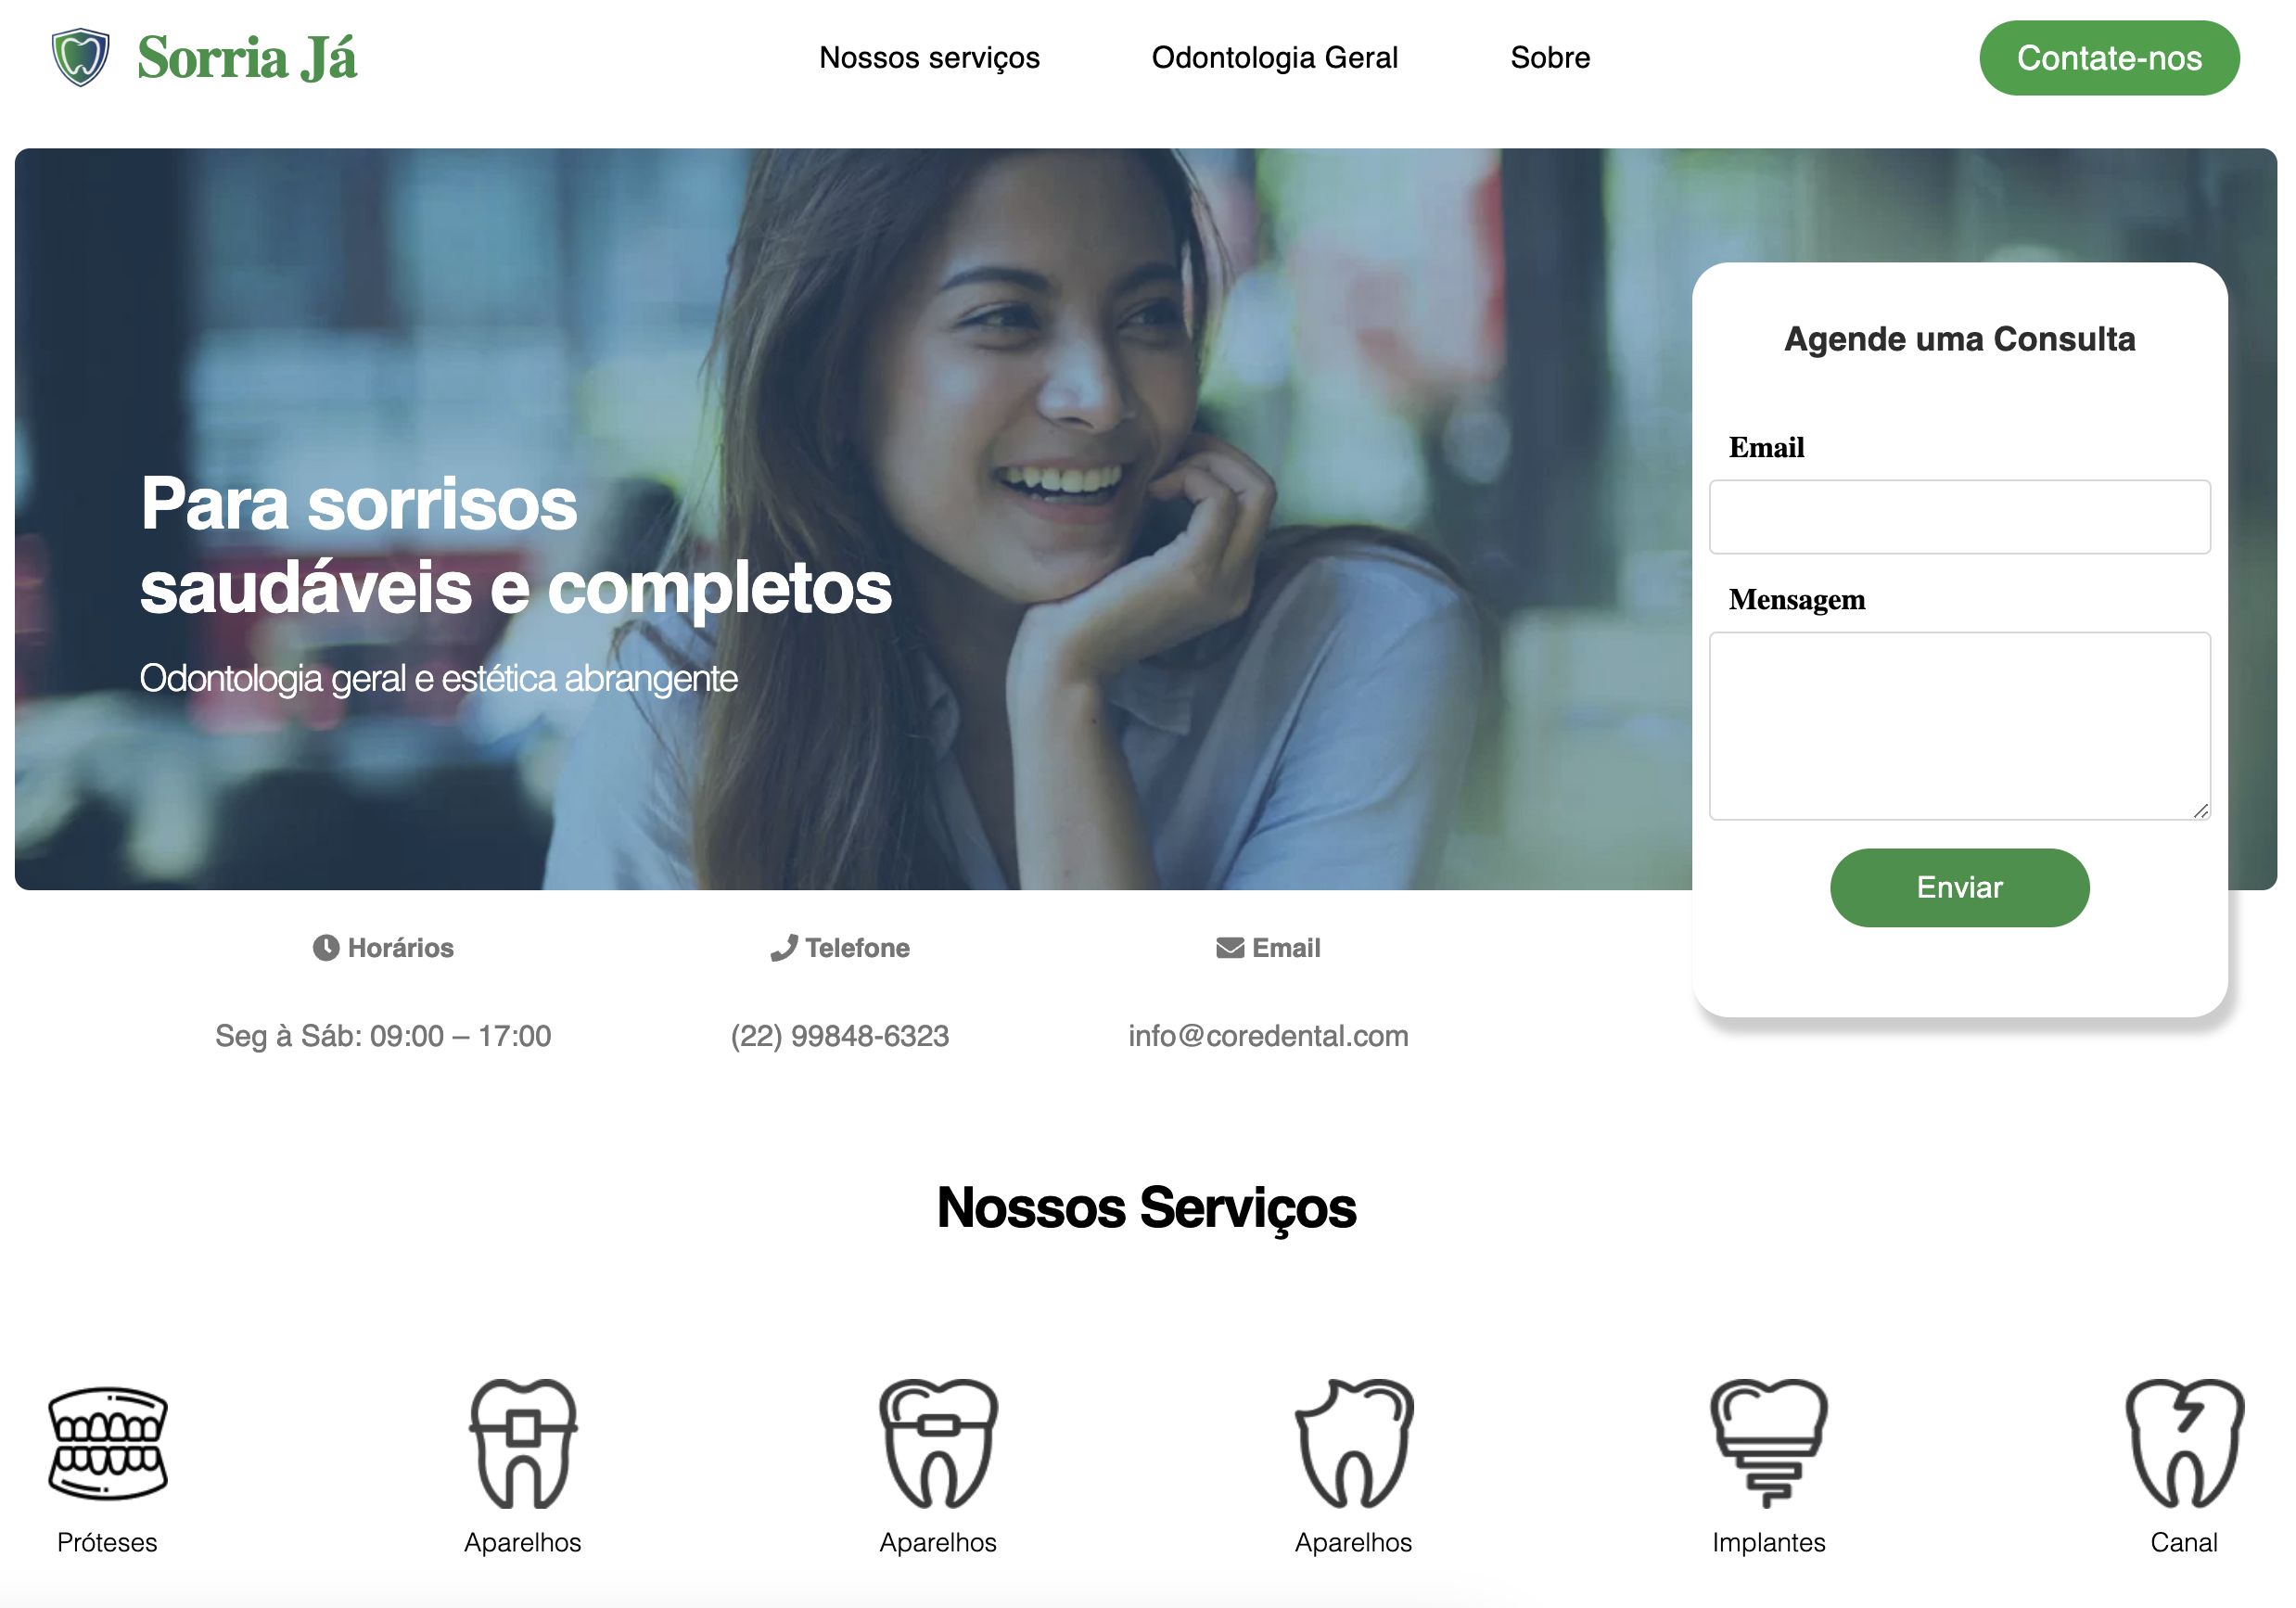 Sorria Já
Nossos serviços
Odontologia Geral
Sobre
Contate-nos
Para sorrisos
saudáveis e completos
Odontologia geral e estética abrangente
Agende uma Consulta
Email
Mensagem
Enviar
Horários
Seg à Sáb: 09:00 – 17:00
Telefone
(22) 99848-6323
Email
info@coredental.com
Nossos Serviços
Próteses
Aparelhos
Aparelhos
Aparelhos
Implantes
Canal